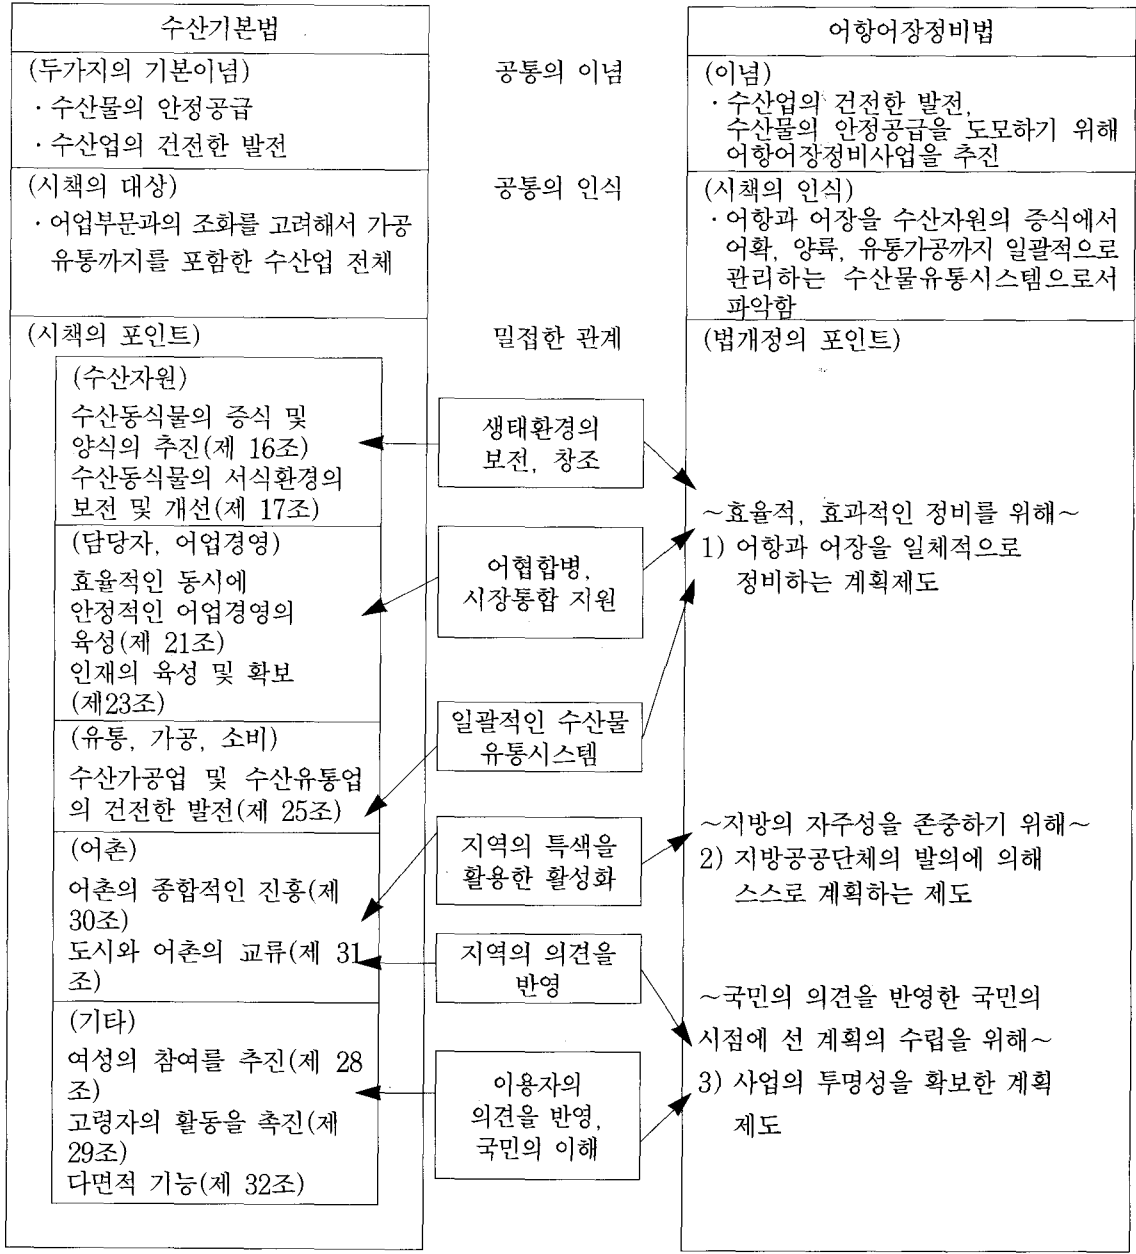 수산기본법
(두가지의 기본이념)
· 수산물의 안정공급
· 수산업의 건전한 발전
(시책의 대상)
· 어업부문과의 조화를 고려해서 가공
유통까지를 포함한 수산업 전체
(시책의 포인트)
(수산자원)
수산동식물의 증식 및
양식의 추진(제 16조)
수산동식물의 서식환경의
보전 및 개선(제 17조)
(담당자, 어업경영)
효율적인 동시에
안정적인 어업경영의
육성(제 21조)
인재의 육성 및 확보
(제23조)
(유통, 가공, 소비)
수산가공업 및 수산유통업
의 건전한 발전(제 25조)
(어촌)
어촌의 종합적인 진흥(제
30조)
도시와 어촌의 교류(제 31
조)
(기타)
여성의 참여를 추진(제 28
조)
고령자의 활동을 촉진(제
29조)
다면적 기능(제 32조)
공통의 이념
공통의 인식
밀접한 관계
생태환경의
보전, 창조
어협합병,
시장통합 지원
일괄적인 수산물
유통시스템
지역의 특색을
활용한 활성화
지역의 의견을
반영
이용자의
의견을 반영,
국민의 이해
어항어장정비법
(이념)
· 수산업의 건전한 발전,
수산물의 안정공급을 도모하기 위해
어항어장정비사업을 추진
(시책의 인식)
· 어항과 어장을 수산자원의 증식에서
어확, 양륙, 유통가공까지 일괄적으로
관리하는 수산물유통시스템으로서
파악함
(법개정의 포인트)
~효율적, 효과적인 정비를 위해~
1) 어항과 어장을 일체적으로
정비하는 계획제도
~지방의 자주성을 존중하기 위해~
2) 지방공공단체의 발의에 의해
스스로 계획하는 제도
~국민의 의견을 반영한 국민의
시점에 선 계획의 수립을 위해~
3) 사업의 투명성을 확보한 계획
제도